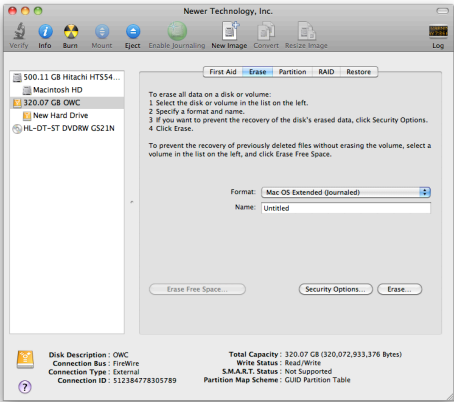 Newer Technology, Inc.
Verify Info Burn Mount Eject Enable Journaling New Image Convert Resize Image Log
500.11 GB Hitachi HTS54...
Macintosh HD
320.07 GB OWC
New Hard Drive
HL-DT-ST DVDRW GS21N
First Aid Erase Partition RAID Restore
To erase all data on a disk or volume:
1 Select the disk or volume in the list on the left.
2 Specify a format and name.
3 If you want to prevent the recovery of the disk's erased data, click Security Options.
4 Click Erase.
To prevent the recovery of previously deleted files without erasing the volume, select a
volume in the list on the left, and click Erase Free Space.
Format: Mac OS Extended (Journaled)
Name: Untitled
Erase Free Space... Security Options... Erase...
Disk Description : OWC Total Capacity : 320.07 GB (320,072,933,376 Bytes)
Connection Bus : FireWire Write Status : Read/Write
Connection Type : External S.M.A.R.T. Status : Not Supported
Connection ID : 512384778305789 Partition Map Scheme : GUID Partition Table
?